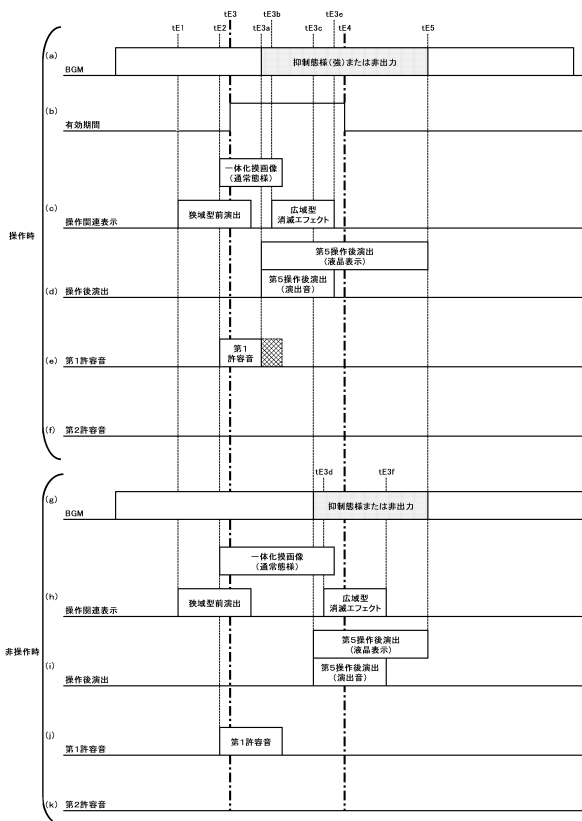 tE3 tE3b tE3e
tE1 tE2 tE3a tE3c tE4 tE5
(a)
BGM
抑制態様(強)または非出力
(b)
有効期間
一体化摸画像
(通常態様)
(c)
操作関連表示
狭域型前演出
広域型
消滅エフェクト
操作時
第5操作後演出
(液晶表示)
(d)
操作後演出
第5操作後演出
(演出音)
(e) 第1許容音
第1
許容音
(f) 第2許容音
tE3d tE3f
(g)
BGM
抑制態様または非出力
一体化摸画像
(通常態様)
(h)
操作関連表示
狭域型前演出
広域型
消滅エフェクト
非操作時
第5操作後演出
(液晶表示)
(i)
操作後演出
第5操作後演出
(演出音)
(j)
第1許容音
第1許容音
(k) 第2許容音